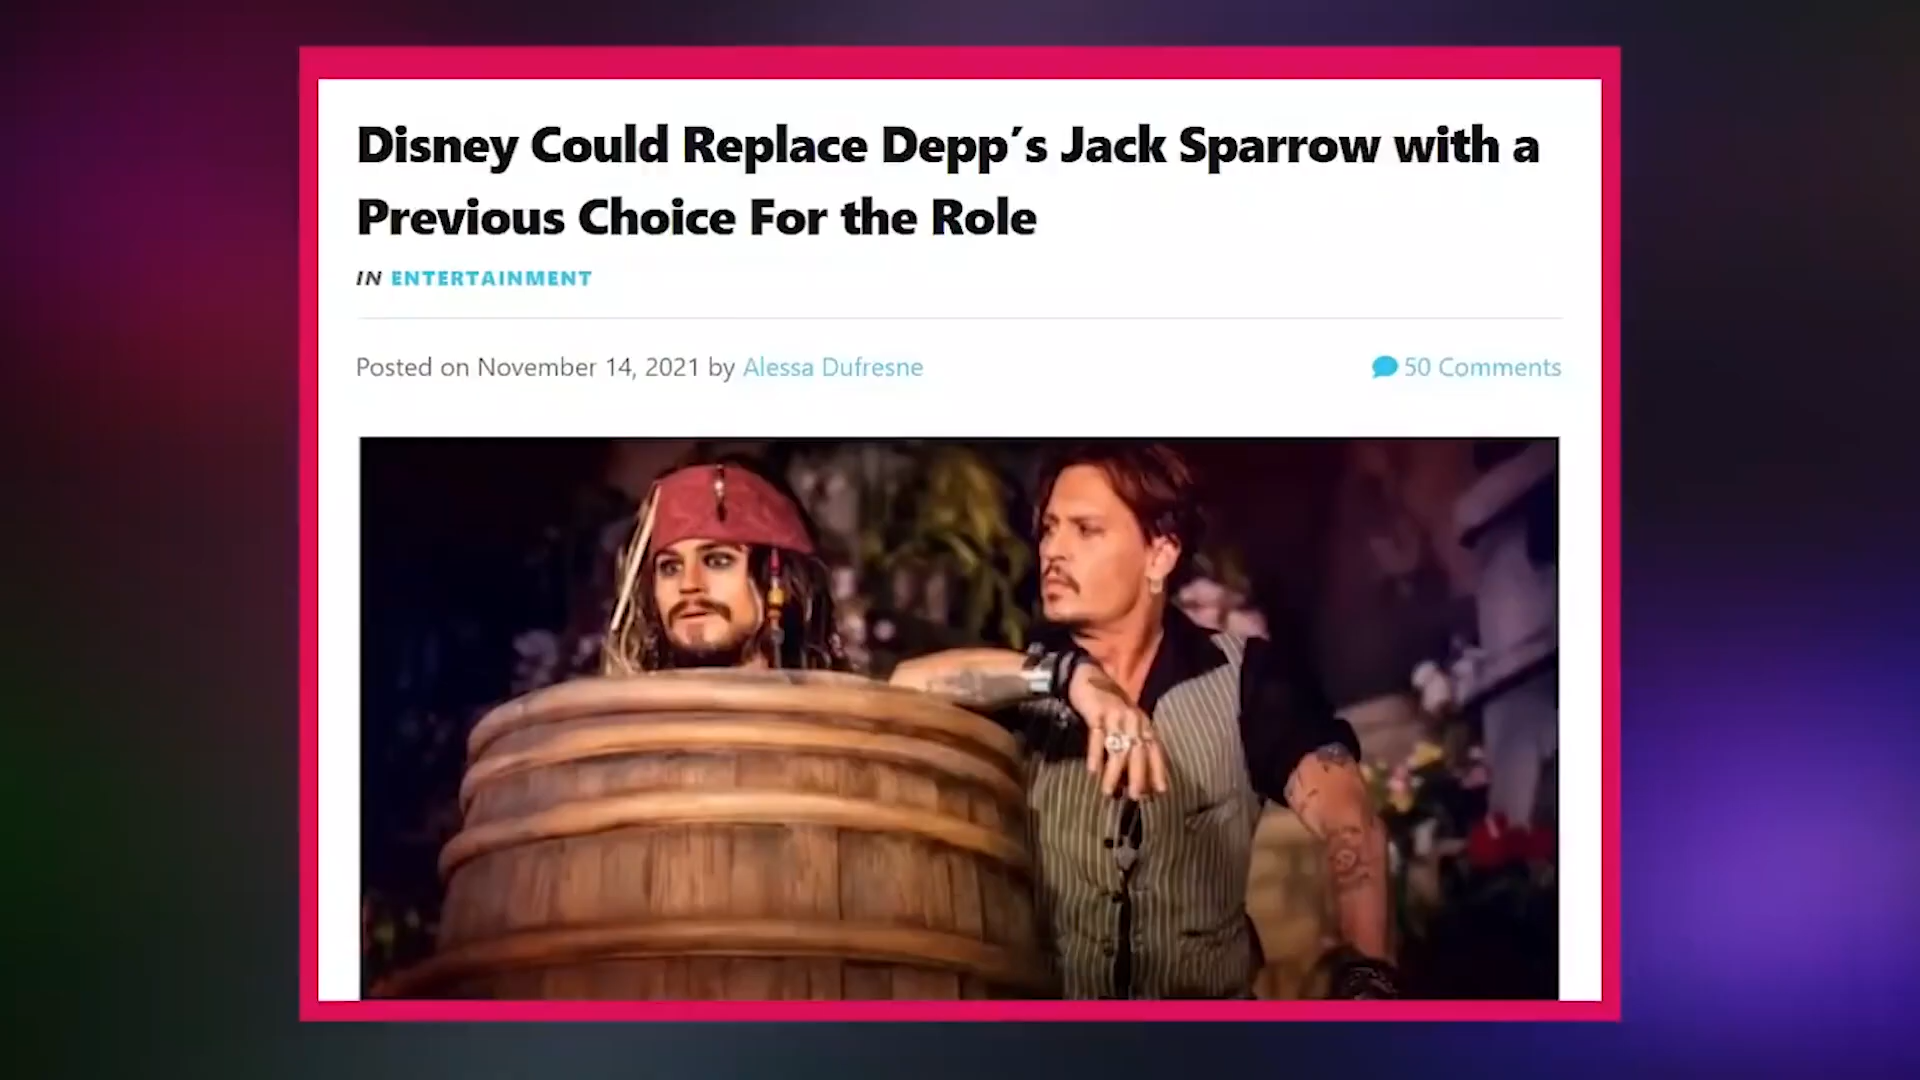 Disney Could Replace Depp´s Jack Sparrow with a
Previous Choice For the Role
IN ENTERTAINMENT
Posted on November 14, 2021 by Alessa Dufresne
50 Comments